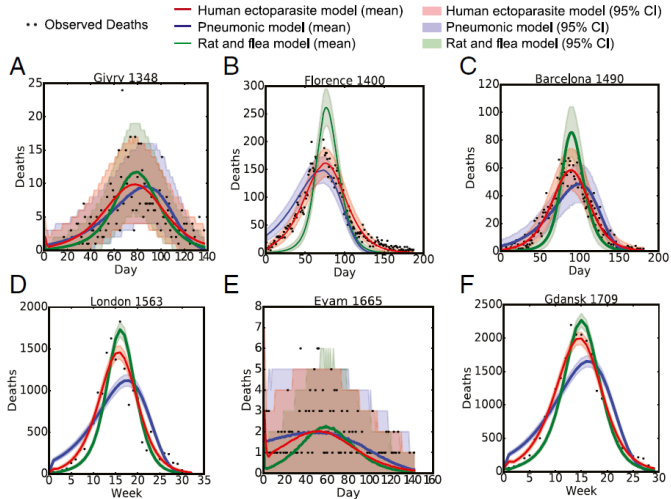 Observed Deaths
Human ectoparasite model (mean)
Pneumonic model (mean)
Rat and flea model (mean)
Human ectoparasite model (95% CI)
Pneumonic model (95% CI)
Rat and flea model (95% CI)
A
Givry 1348
Deaths
25
20
15
10
5
0
0 20 40 60 80 100 120 140
Day
B
Florence 1400
Deaths
300
250
200
150
100
50
0
0 50 100 150 200
Day
C
Barcelona 1490
Deaths
120
100
80
60
40
20
0
0 50 100 150 200
Day
D
London 1563
Deaths
2000
1500
1000
500
0
0 5 10 15 20 25 30 35
Week
E
Eyam 1665
Deaths
8
7
6
5
4
3
2
1
0
0 20 40 60 80 100 120 140 160
Day
F
Gdansk 1709
Deaths
2500
2000
1500
1000
500
0
0 5 10 15 20 25 30
Week